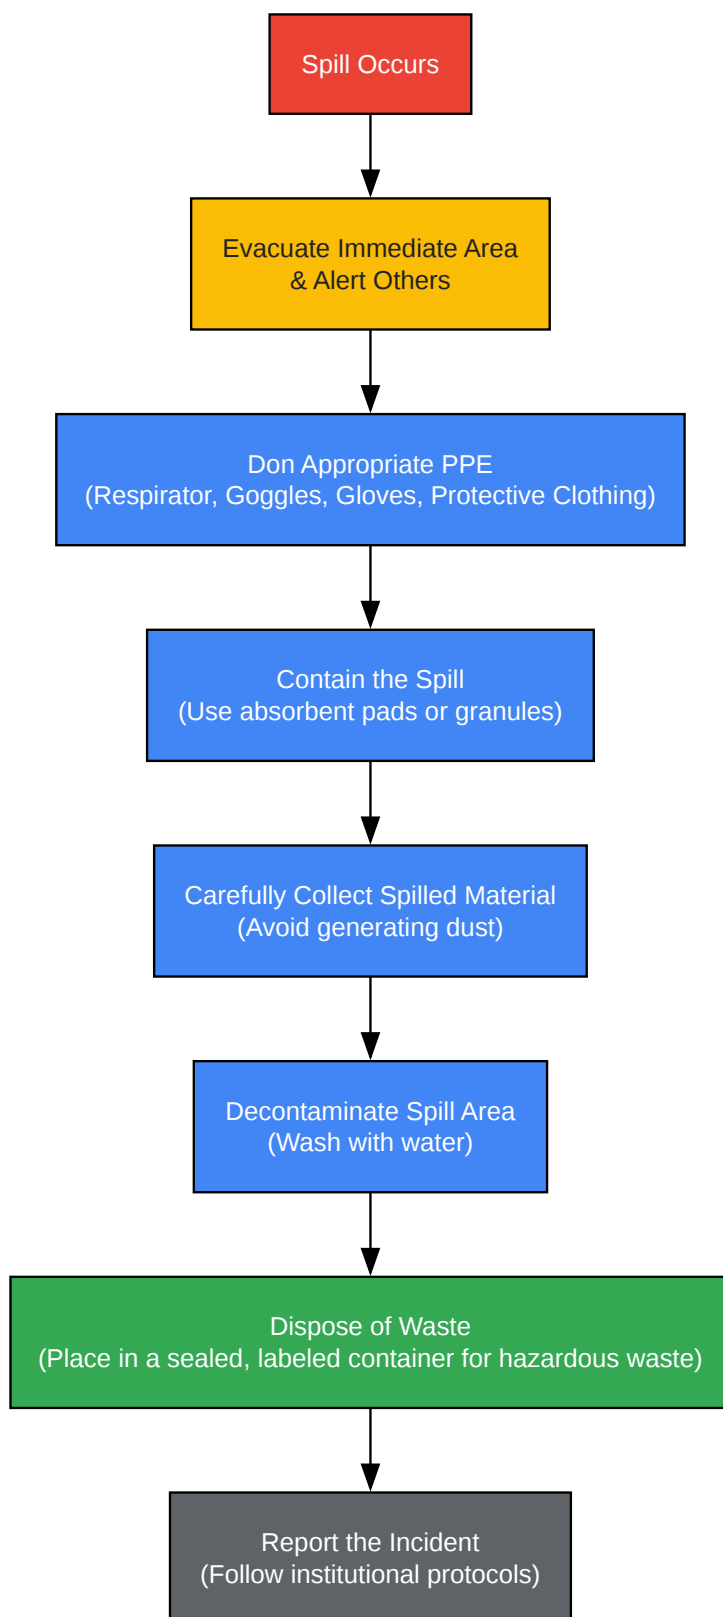 Spill Occurs
Evacuate Immediate Area
& Alert Others
Don Appropriate PPE
(Respirator, Goggles, Gloves, Protective Clothing)
Contain the Spill
(Use absorbent pads or granules)
Carefully Collect Spilled Material
(Avoid generating dust)
Decontaminate Spill Area
(Wash with water)
Dispose of Waste
(Place in a sealed, labeled container for hazardous waste)
Report the Incident
(Follow institutional protocols)